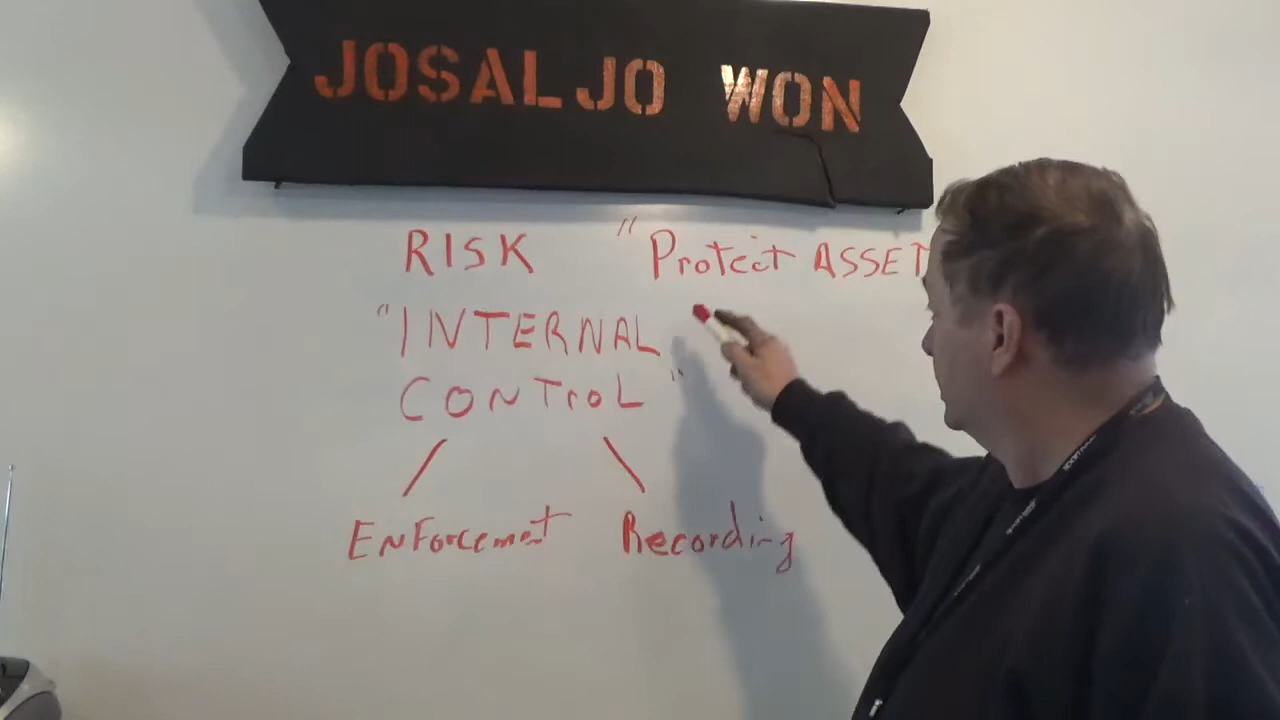 JOSALJO WON
RISK "Protect ASSET
"INTERNAL
CONTroL"
ENForcement Recording